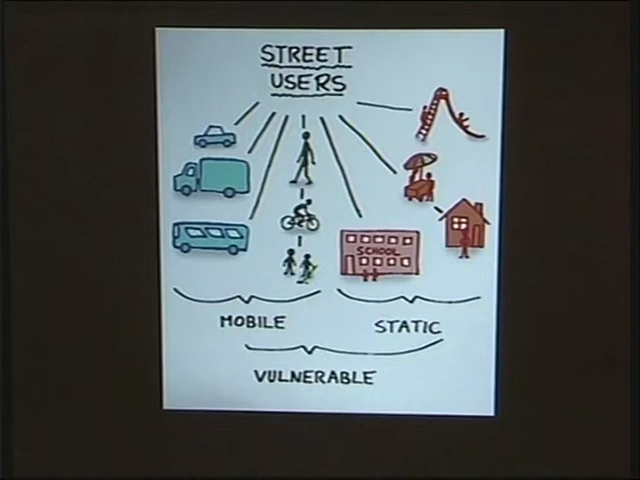 STREET
USERS
SCHOOL
MOBILE
STATIC
VULNERABLE